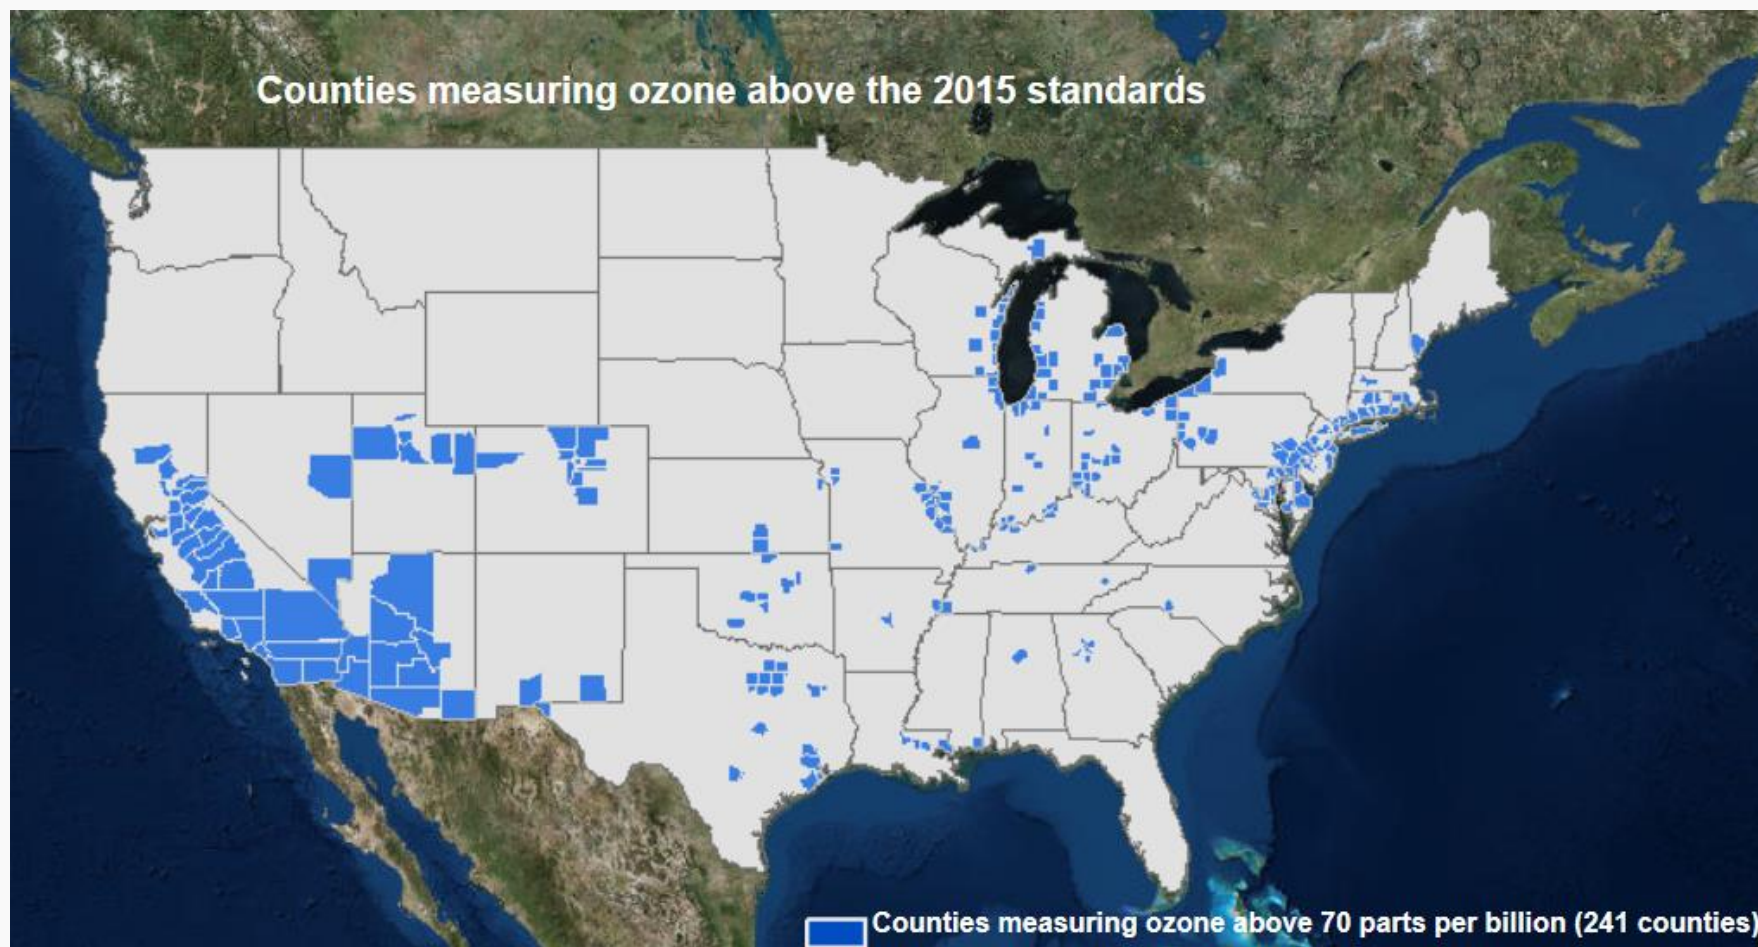 Counties measuring ozone above the 2015 standards
Counties measuring ozone above 70 parts per billion (241 counties)